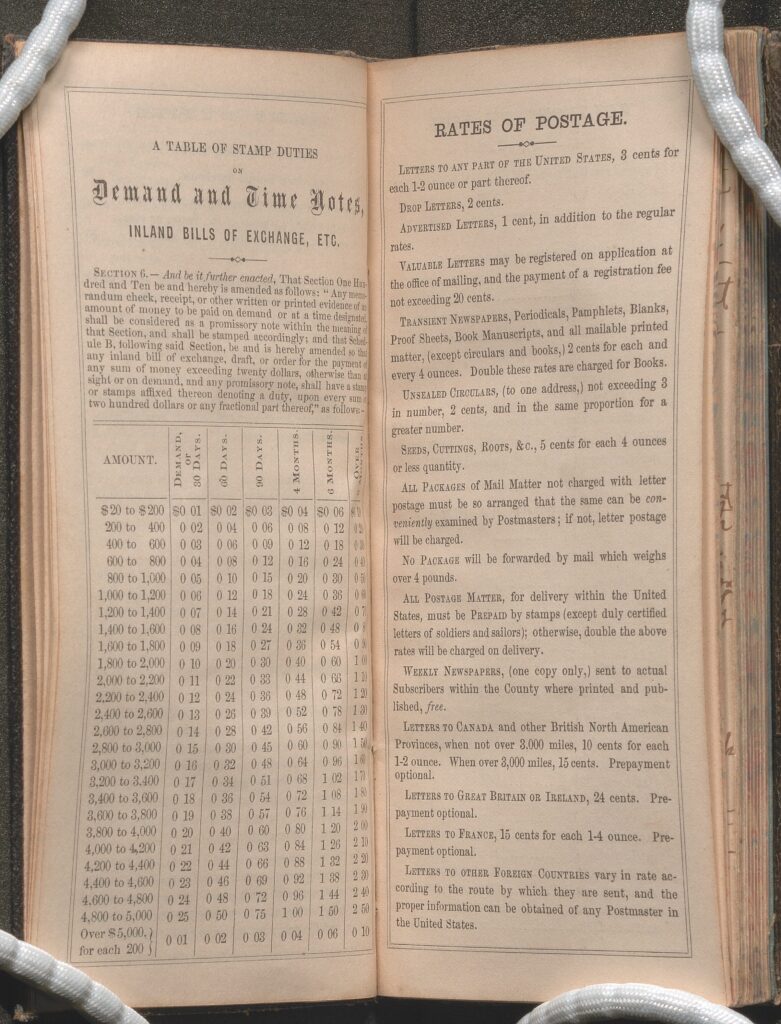 A TABLE OF STAMP DUTIES
ON
Demand and Time Notes,
INLAND BILLS OF EXCHANGE, ETC.
SECTION 6.— And be it further enacted, That Section One Hun-
dred and Ten be and hereby is amended as follows: "Any memo-
randum check, receipt, or other written or printed evidence of an
amount of money to be paid on demand or at a time designated,
shall be considered as a promissory note within the meaning of
that Section, and shall be stamped accordingly; and that Sched-
ule B, following said Section, be and is hereby amended so that
any inland bill of exchange, draft, or order for the payment of
any sum of money exceeding twenty dollars, otherwise than at
sight or on demand, and any promissory note, shall have a stamp
or stamps affixed thereon denoting a duty, upon every sum of
two hundred dollars or any fractional part thereof," as follows:—
AMOUNT. DEMAND, or 30 DAYS. 60 DAYS. 90 DAYS. 4 MONTHS. 6 MONTHS. OVER
$20 to $200 $0 01 $0 02 $0 03 $0 04 $0 06
200 to 400 0 02 0 04 0 06 0 08 0 12
400 to 600 0 03 0 06 0 09 0 12 0 18
600 to 800 0 04 0 08 0 12 0 16 0 24
800 to 1,000 0 05 0 10 0 15 0 20 0 30
1,000 to 1,200 0 06 0 12 0 18 0 24 0 36
1,200 to 1,400 0 07 0 14 0 21 0 28 0 42
1,400 to 1,600 0 08 0 16 0 24 0 32 0 48
1,600 to 1,800 0 09 0 18 0 27 0 36 0 54
1,800 to 2,000 0 10 0 20 0 30 0 40 0 60 1 00
2,000 to 2,200 0 11 0 22 0 33 0 44 0 66 1 10
2,200 to 2,400 0 12 0 24 0 36 0 48 0 72 1 20
2,400 to 2,600 0 13 0 26 0 39 0 52 0 78 1 30
2,600 to 2,800 0 14 0 28 0 42 0 56 0 84 1 40
2,800 to 3,000 0 15 0 30 0 45 0 60 0 90 1 50
3,000 to 3,200 0 16 0 32 0 48 0 64 0 96 1 60
3,200 to 3.400 0 17 0 34 0 51 0 68 1 02 1 70
3,400 to 3,600 0 18 0 36 0 54 0 72 1 08 1 80
3,600 to 3,800 0 19 0 38 0 57 0 76 1 14 1 90
3,800 to 4,000 0 20 0 40 0 60 0 80 1 20 2 00
4,000 to 4,200 0 21 0 42 0 63 0 84 1 26 2 10
4,200 to 4,400 0 22 0 44 0 66 0 88 1 32 2 20
4,400 to 4,600 0 23 0 46 0 69 0 92 1 38 2 30
4.600 to 4,800 0 24 0 48 0 72 0 96 1 44 2 40
4,800 to 5,000 0 25 0 50 0 75 1 00 1 50 2 50
Over $5,000, }
for each 200 } 0 01 0 02 0 03 0 04 0 06 0 10
RATES OF POSTAGE.
LETTERS TO ANY PART OF THE UNITED STATES, 3 cents for
each 1-2 ounce or part thereof.
DROP LETTERS, 2 cents.
ADVERTISED LETTERS, 1 cent, in addition to the regular
rates.
VALUABLE LETTERS may be registered on application at
the office of mailing, and the payment of a registration fee
not exceeding 20 cents.
TRANSIENT NEWSPAPERS, Periodicals, Pamphlets, Blanks,
Proof Sheets, Book Manuscripts, and all mailable printed
matter, (except circulars and books,) 2 cents for each and
every 4 ounces. Double these rates are charged for Books.
UNSEALED CIRCULARS, (to one address,) not exceeding 3
in number, 2 cents, and in the same proportion for a
greater number.
SEEDS, CUTTINGS, ROOTS, &C., 5 cents for each 4 ounces
or less quantity.
ALL PACKAGES of Mail Matter not charged with letter
postage must be so arranged that the same can be con-
veniently examined by Postmasters; if not, letter postage
will be charged.
NO PACKAGE will be forwarded by mail which weighs
over 4 pounds.
ALL POSTAGE MATTER, for delivery within the United
States, must be PREPAID by stamps (except duly certified
letters of soldiers and sailors); otherwise, double the above
rates will be charged on delivery.
WEEKLY NEWSPAPERS, (one copy only,) sent to actual
Subscribers within the County where printed and pub-
lished, free.
LETTERS TO CANADA and other British North American
Provinces, when not over 3.000 miles, 10 cents for each
1-2 ounce. When over 3,000 miles, 15 cents. Prepayment
optional.
LETTERS TO GREAT BRITAIN OR IRELAND, 24 cents. Pre-
payment optional.
LETTERS TO FRANCE, 15 cents for each 1-4 ounce. Pre-
payment optional.
LETTERS TO OTHER FOREIGN COUNTRIES vary in rate ac-
cording to the route by which they are sent, and the
proper information can be obtained of any Postmaster in
the United States.